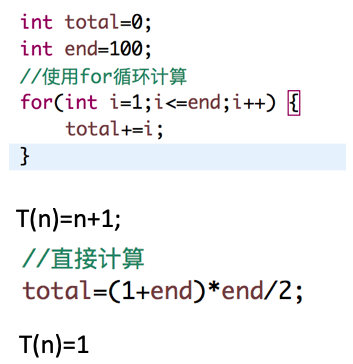 int total=0;
int end=100;
//使用for循环计算
for(int i=1;i<=end;i++) {
    total+=i;
}
T(n)=n+1;
//直接计算
total=(1+end)*end/2;
T(n)=1